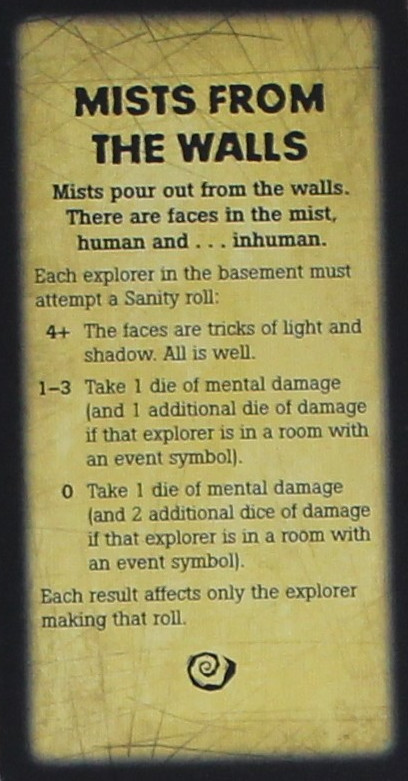 MISTS FROM
THE WALLS
Mists pour out from the walls.
There are faces in the mist,
human and . . . inhuman.
Each explorer in the basement must
attempt a Sanity roll:
4+ The faces are tricks of light and
shadow. All is well.
1–3 Take 1 die of mental damage
(and 1 additional die of damage
if that explorer is in a room with
an event symbol).
0 Take 1 die of mental damage
(and 2 additional dice of damage
if that explorer is in a room with
an event symbol).
Each result affects only the explorer
making that roll.